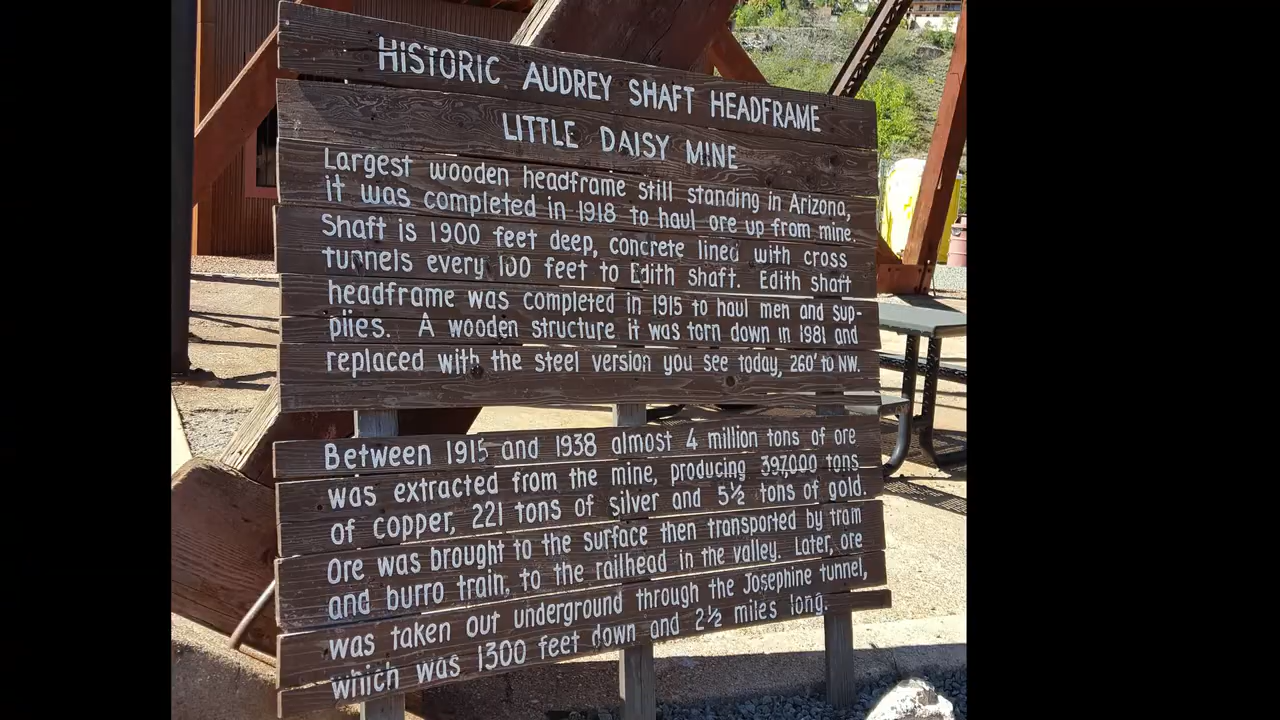 HISTORIC AUDREY SHAFT HEADFRAME
LITTLE DAISY MINE
Largest wooden headframe still standing in Arizona,
it was completed in 1918 to haul ore up from mine.
Shaft is 1900 feet deep, concrete lined with cross
tunnels every 100 feet to Edith Shaft. Edith shaft
headframe was completed in 1915 to haul men and sup-
plies. A wooden structure it was torn down in 1981 and
replaced with the steel version you see today, 260' to NW.
Between 1915 and 1938 almost 4 million tons of ore
was extracted from the mine, producing 397,000 tons
of copper, 221 tons of silver and 5½ tons of gold.
Ore was brought to the surface then transported by tram
and burro train, to the railhead in the valley. Later, ore
was taken out underground through the Josephine tunnel,
which was 1300 feet down and 2½ miles long.